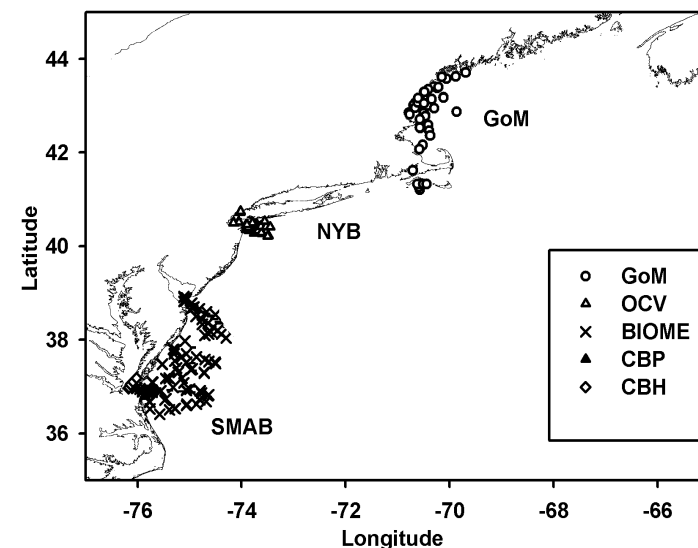 44
42
40
38
36
Latitude
GoM
NYB
SMAB
GoM
OCV
BIOME
CBP
CBH
-76 -74 -72 -70 -68 -66
Longitude